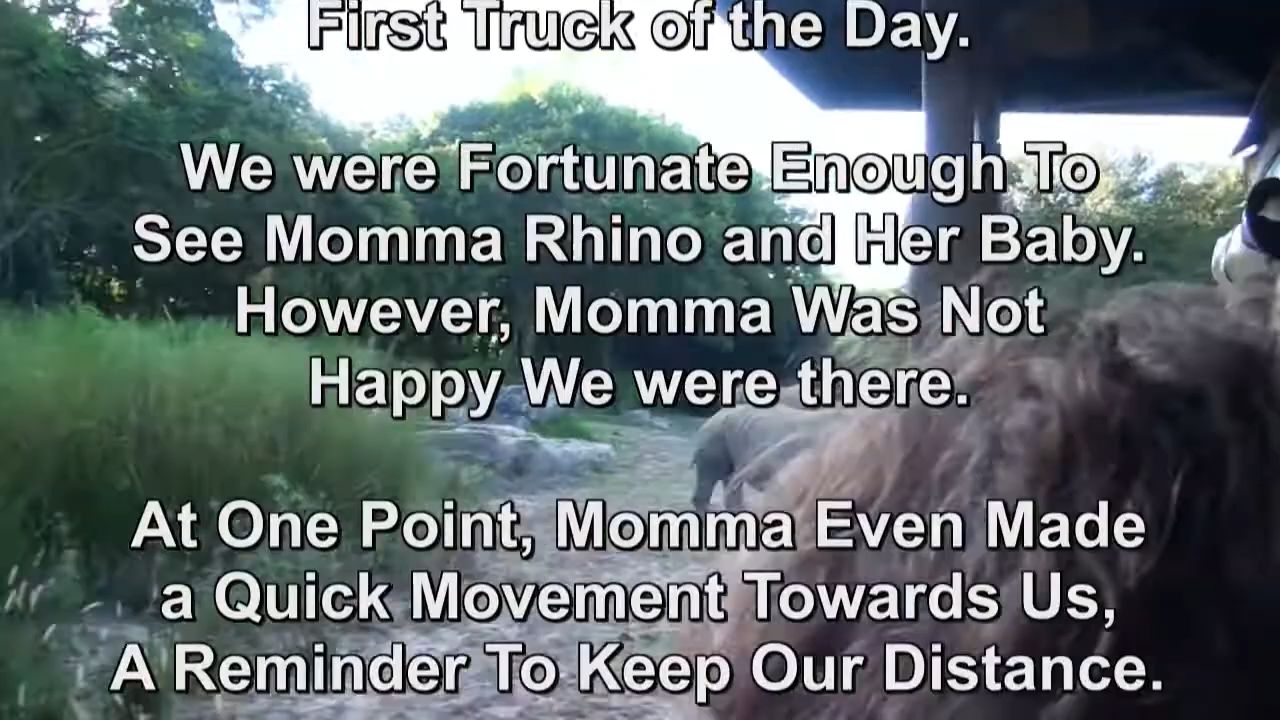 First Truck of the Day.
We were Fortunate Enough To
See Momma Rhino and Her Baby.
However, Momma Was Not
Happy We were there.
At One Point, Momma Even Made
a Quick Movement Towards Us,
A Reminder To Keep Our Distance.